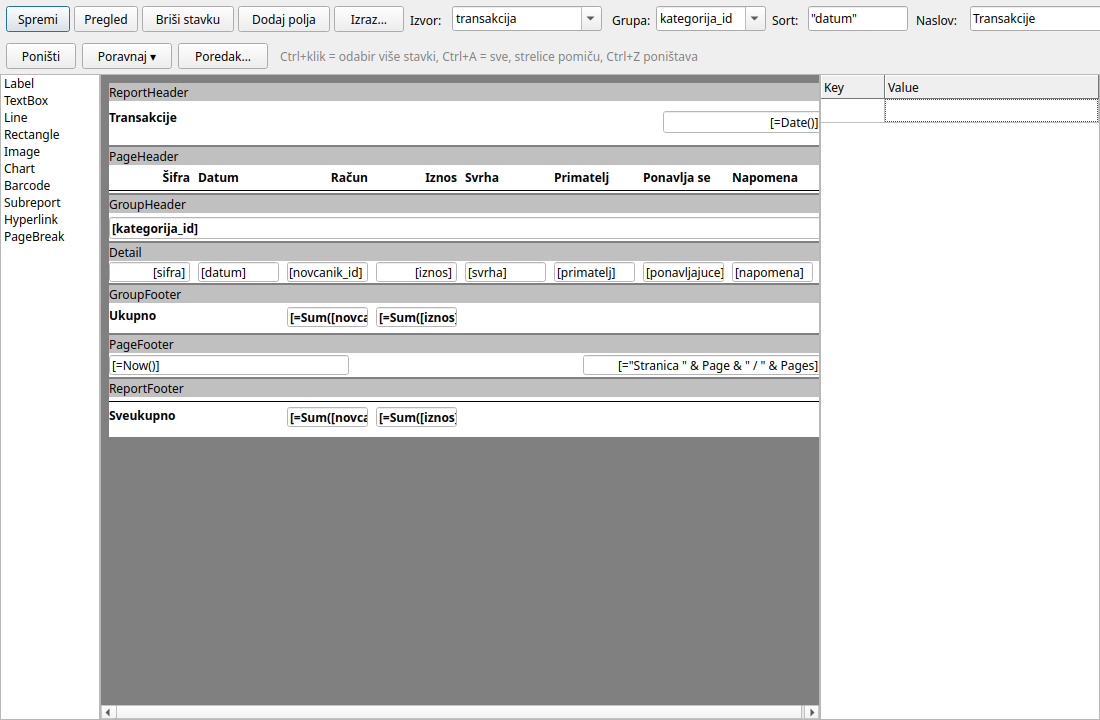 Spremi Pregled Briši stavku Dodaj polja Izraz... Izvor: transakcija Grupa: kategorija_id Sort: "datum" Naslov: Transakcije
Poništi Poravnaj ▾ Poredak... Ctrl+klik = odabir više stavki, Ctrl+A = sve, strelice pomiču, Ctrl+Z poništava
Label
TextBox
Line
Rectangle
Image
Chart
Barcode
Subreport
Hyperlink
PageBreak
ReportHeader
Transakcije
[=Date()]
PageHeader
Šifra Datum Račun Iznos Svrha Primatelj Ponavlja se Napomena
GroupHeader
[kategorija_id]
Detail
[sifra] [datum] [novcanik_id] [iznos] [svrha] [primatelj] [ponavljajuce] [napomena]
GroupFooter
Ukupno [=Sum([novca [=Sum([iznos]
PageFooter
[=Now()] [="Stranica " & Page & " / " & Pages]
ReportFooter
Sveukupno [=Sum([novca [=Sum([iznos]
Key Value